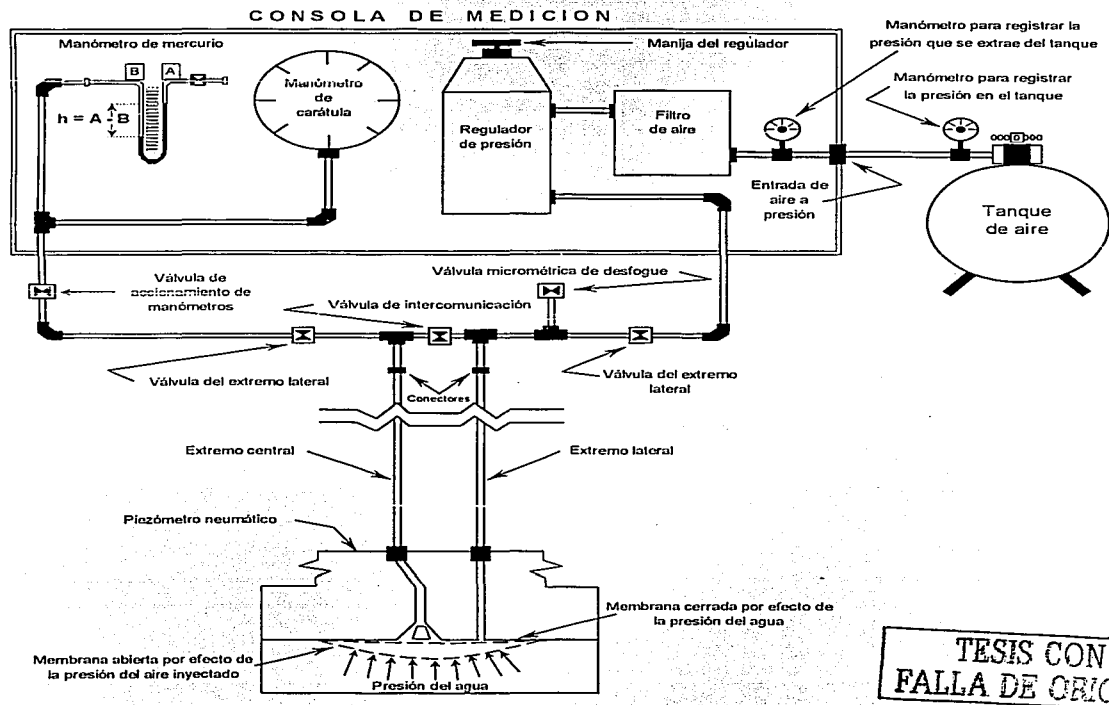 CONSOLA DE MEDICION
Manómetro de mercurio
B
A
h = A - B
Manómetro
de
carátula
Manija del regulador
Regulador
de presión
Filtro
de aire
Manómetro para registrar la
presión que se extrae del tanque
Manómetro para registrar
la presión en el tanque
Entrada de
aire a
presión
Tanque
de aire
Válvula de
accionamiento de
manómetros
Válvula micrométrica de desfogue
Válvula de intercomunicación
Válvula del extremo lateral
Conectores
Válvula del extremo
lateral
Extremo central
Extremo lateral
Piezómetro neumático
Membrana cerrada por efecto de
la presión del agua
Membrana abierta por efecto de
la presión del aire inyectado
Presión del agua
TESIS CON
FALLA DE